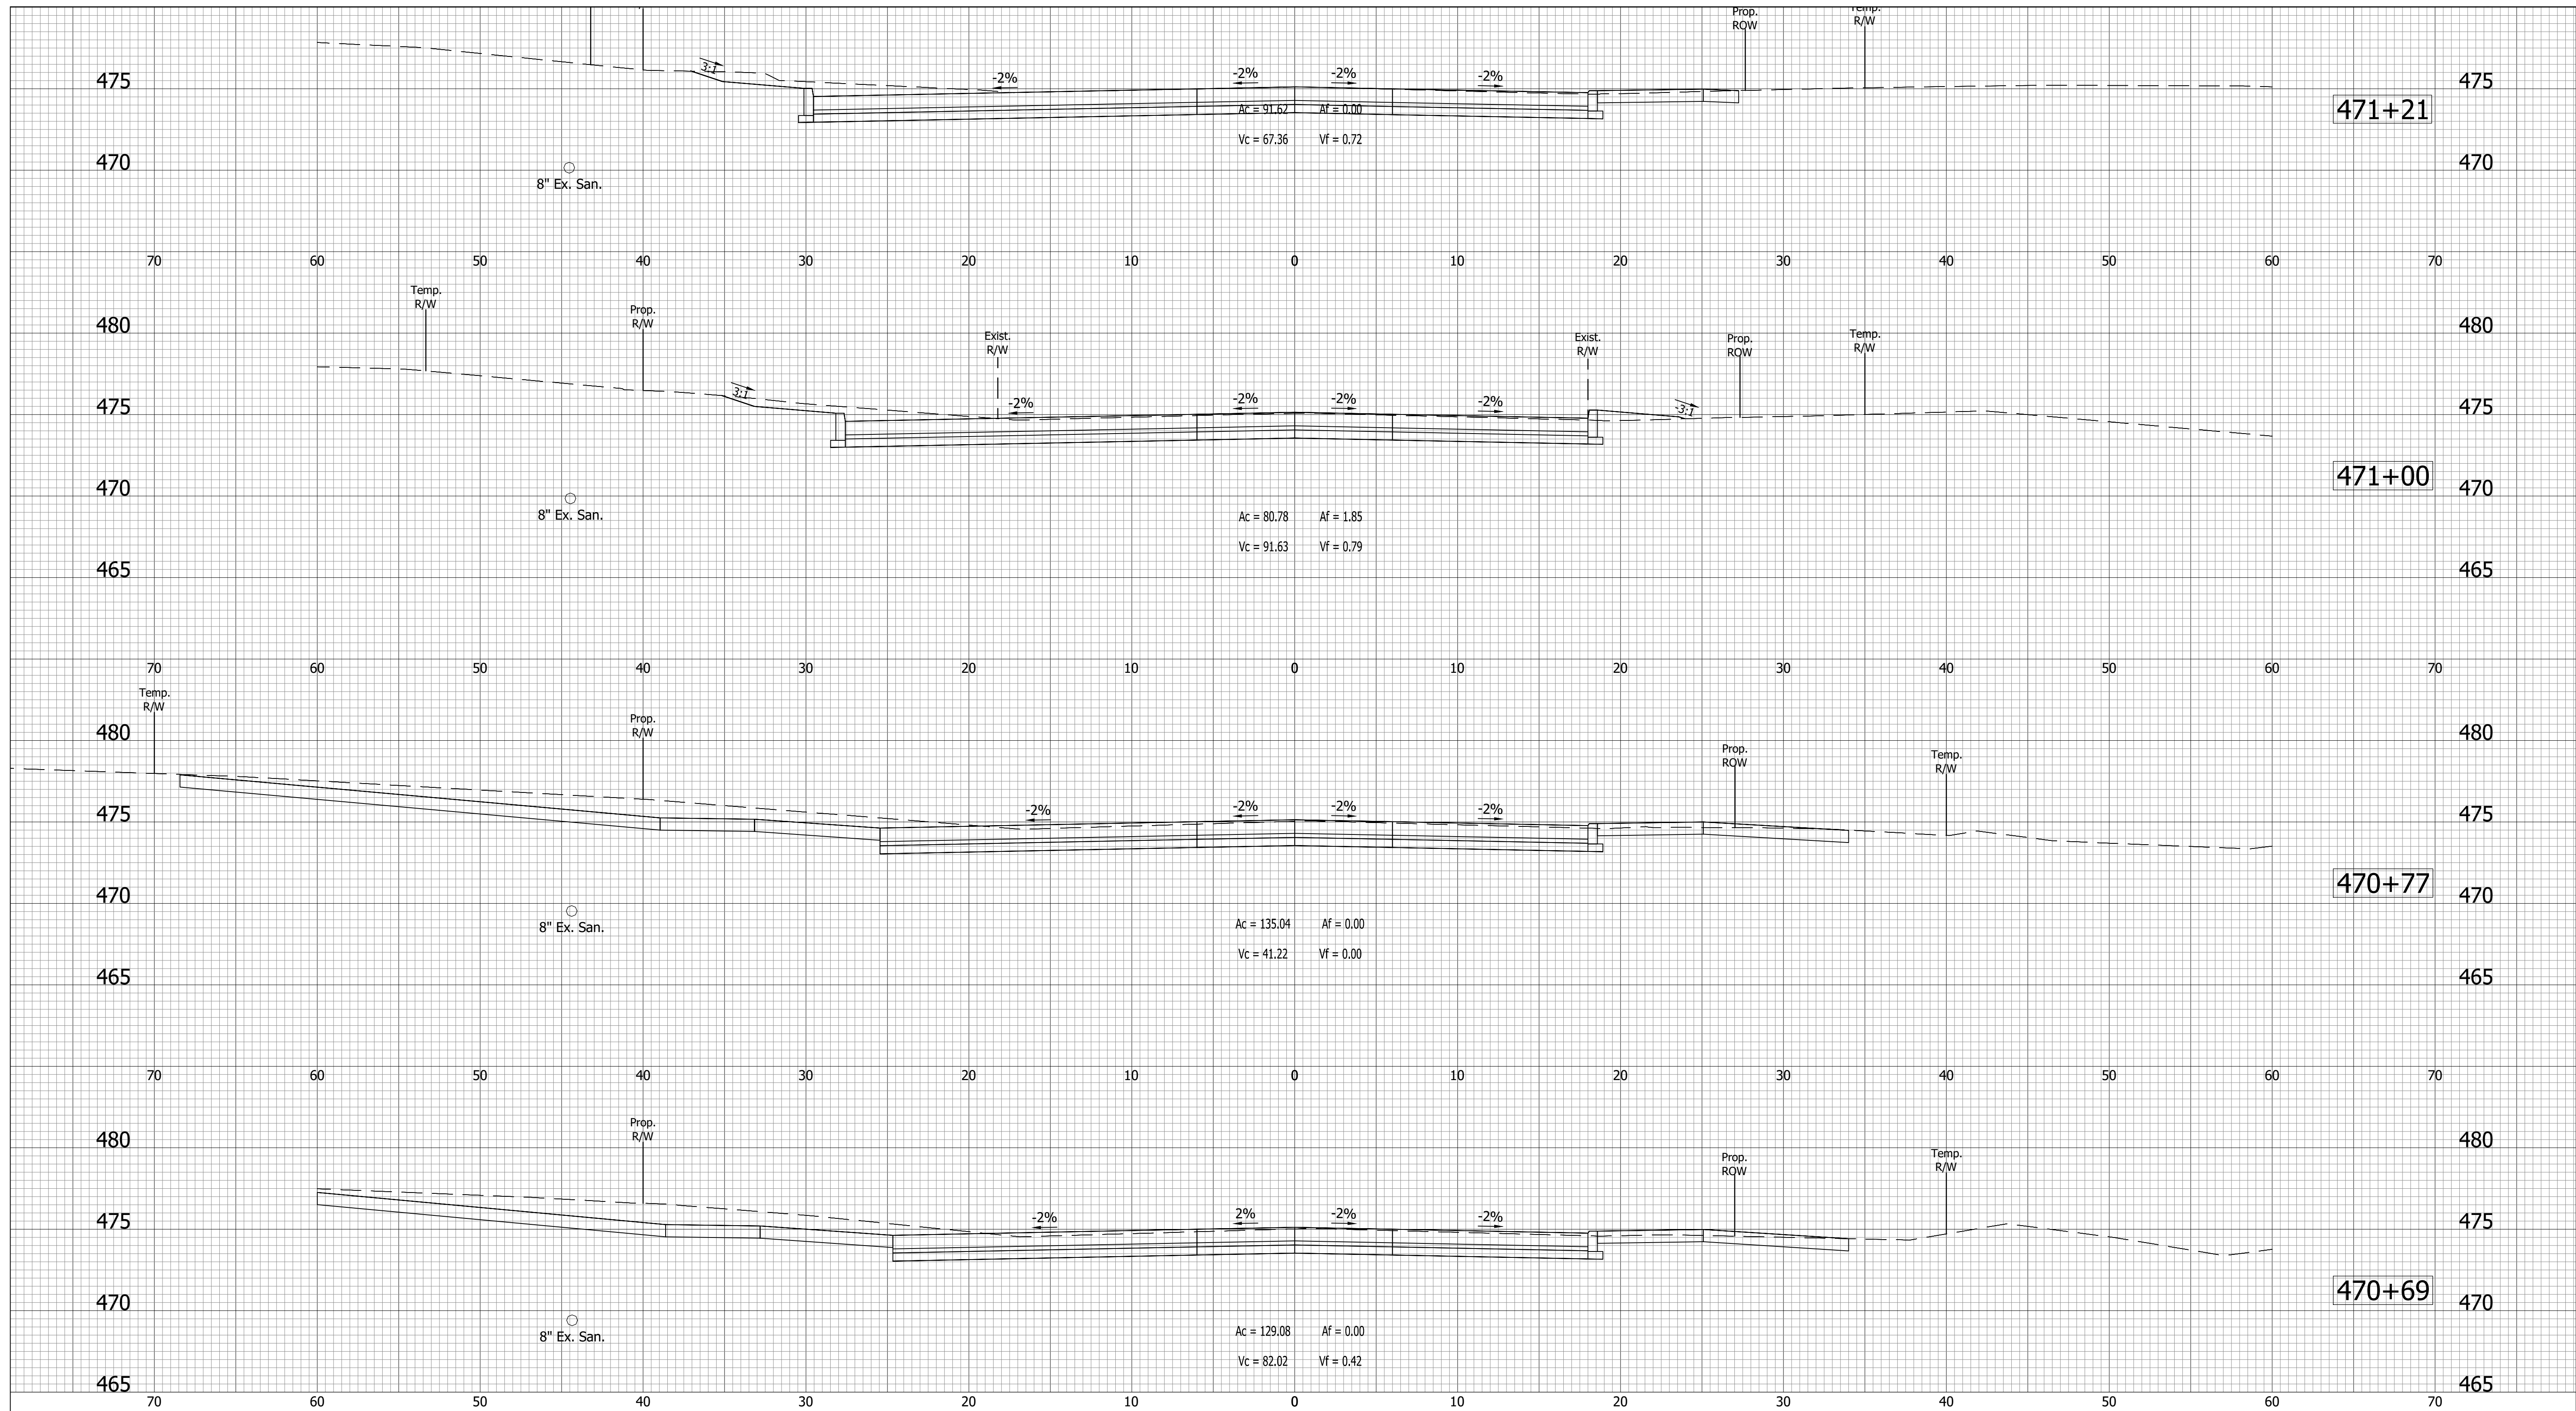 Prop.
ROW
Temp.
R/W
475
3:1
-2%
-2%
-2%
-2%
475
471+21
Ac = 91.62 Af = 0.00
Vc = 67.36 Vf = 0.72
470
8" Ex. San.
470
70 60 50 40 30 20 10 0 10 20 30 40 50 60 70
Temp.
R/W
Prop.
R/W
Exist.
R/W
Exist.
R/W
Prop.
ROW
Temp.
R/W
480
480
475
3:1
-2%
-2%
-2%
-2%
-3:1
475
471+00
470
8" Ex. San.
470
Ac = 80.78 Af = 1.85
Vc = 91.63 Vf = 0.79
465
465
70 60 50 40 30 20 10 0 10 20 30 40 50 60 70
Temp.
R/W
Prop.
R/W
Prop.
ROW
Temp.
R/W
480
480
475
-2%
-2%
-2%
-2%
475
470+77
470
8" Ex. San.
470
Ac = 135.04 Af = 0.00
Vc = 41.22 Vf = 0.00
465
465
70 60 50 40 30 20 10 0 10 20 30 40 50 60 70
Prop.
R/W
Prop.
ROW
Temp.
R/W
480
480
475
-2%
2%
-2%
-2%
475
470+69
470
8" Ex. San.
470
Ac = 129.08 Af = 0.00
Vc = 82.02 Vf = 0.42
465
465
70 60 50 40 30 20 10 0 10 20 30 40 50 60 70